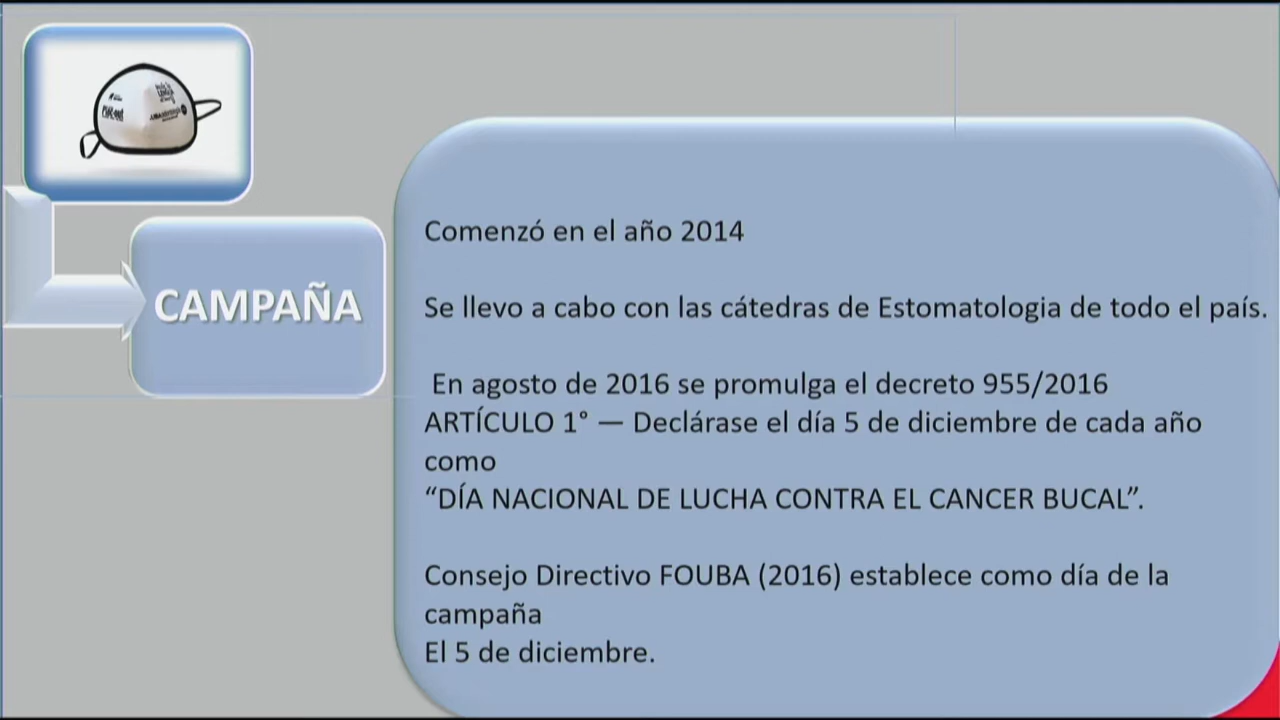 CAMPAÑA
Comenzó en el año 2014
Se llevo a cabo con las cátedras de Estomatologia de todo el país.
En agosto de 2016 se promulga el decreto 955/2016
ARTÍCULO 1° — Declárase el día 5 de diciembre de cada año
como
“DÍA NACIONAL DE LUCHA CONTRA EL CANCER BUCAL”.
Consejo Directivo FOUBA (2016) establece como día de la
campaña
El 5 de diciembre.